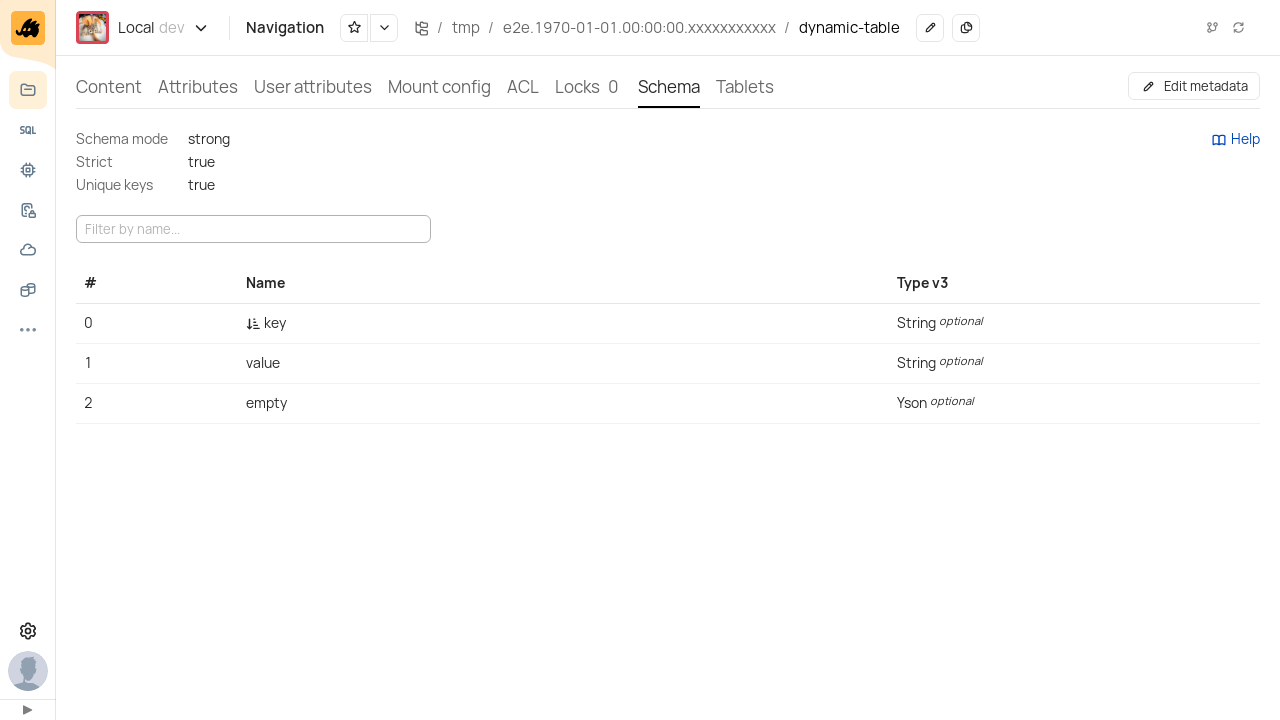 Local dev Navigation / tmp / e2e.1970-01-01.00:00:00.xxxxxxxxxxx / dynamic-table
Content Attributes User attributes Mount config ACL Locks 0 Schema Tablets Edit metadata
SQL
Schema mode strong Help
Strict true
Unique keys true
Filter by name...
# Name Type v3
0 key String optional
1 value String optional
2 empty Yson optional